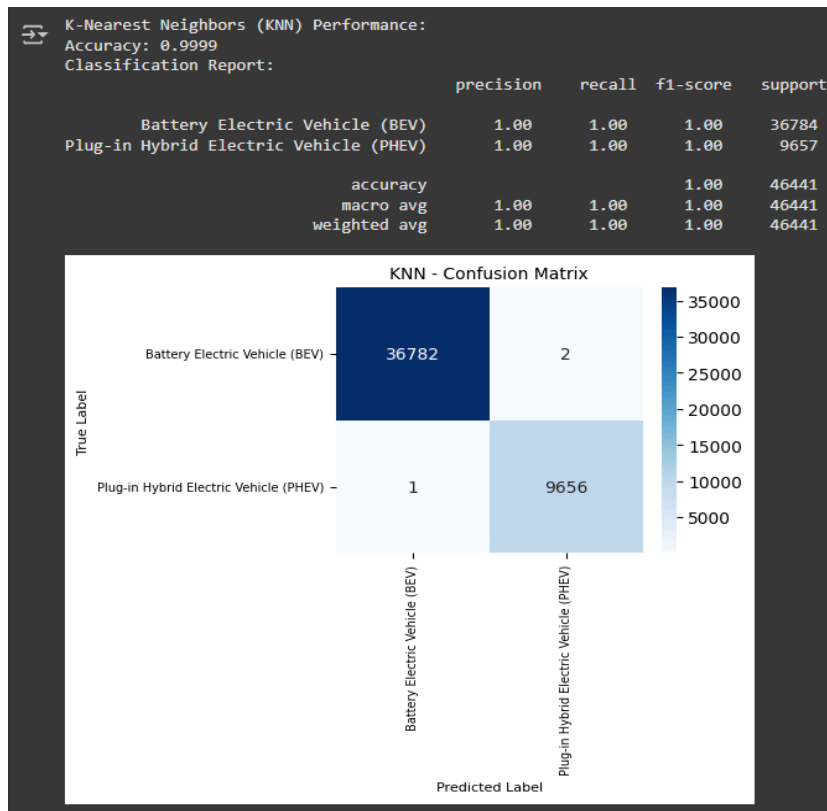 K-Nearest Neighbors (KNN) Performance:
Accuracy: 0.9999
Classification Report:
precision recall f1-score support
Battery Electric Vehicle (BEV) 1.00 1.00 1.00 36784
Plug-in Hybrid Electric Vehicle (PHEV) 1.00 1.00 1.00 9657
accuracy 1.00 46441
macro avg 1.00 1.00 1.00 46441
weighted avg 1.00 1.00 1.00 46441
KNN - Confusion Matrix
True Label
Battery Electric Vehicle (BEV) 36782 2
Plug-in Hybrid Electric Vehicle (PHEV) 1 9656
35000
30000
25000
20000
15000
10000
5000
Battery Electric Vehicle (BEV)
Plug-in Hybrid Electric Vehicle (PHEV)
Predicted Label